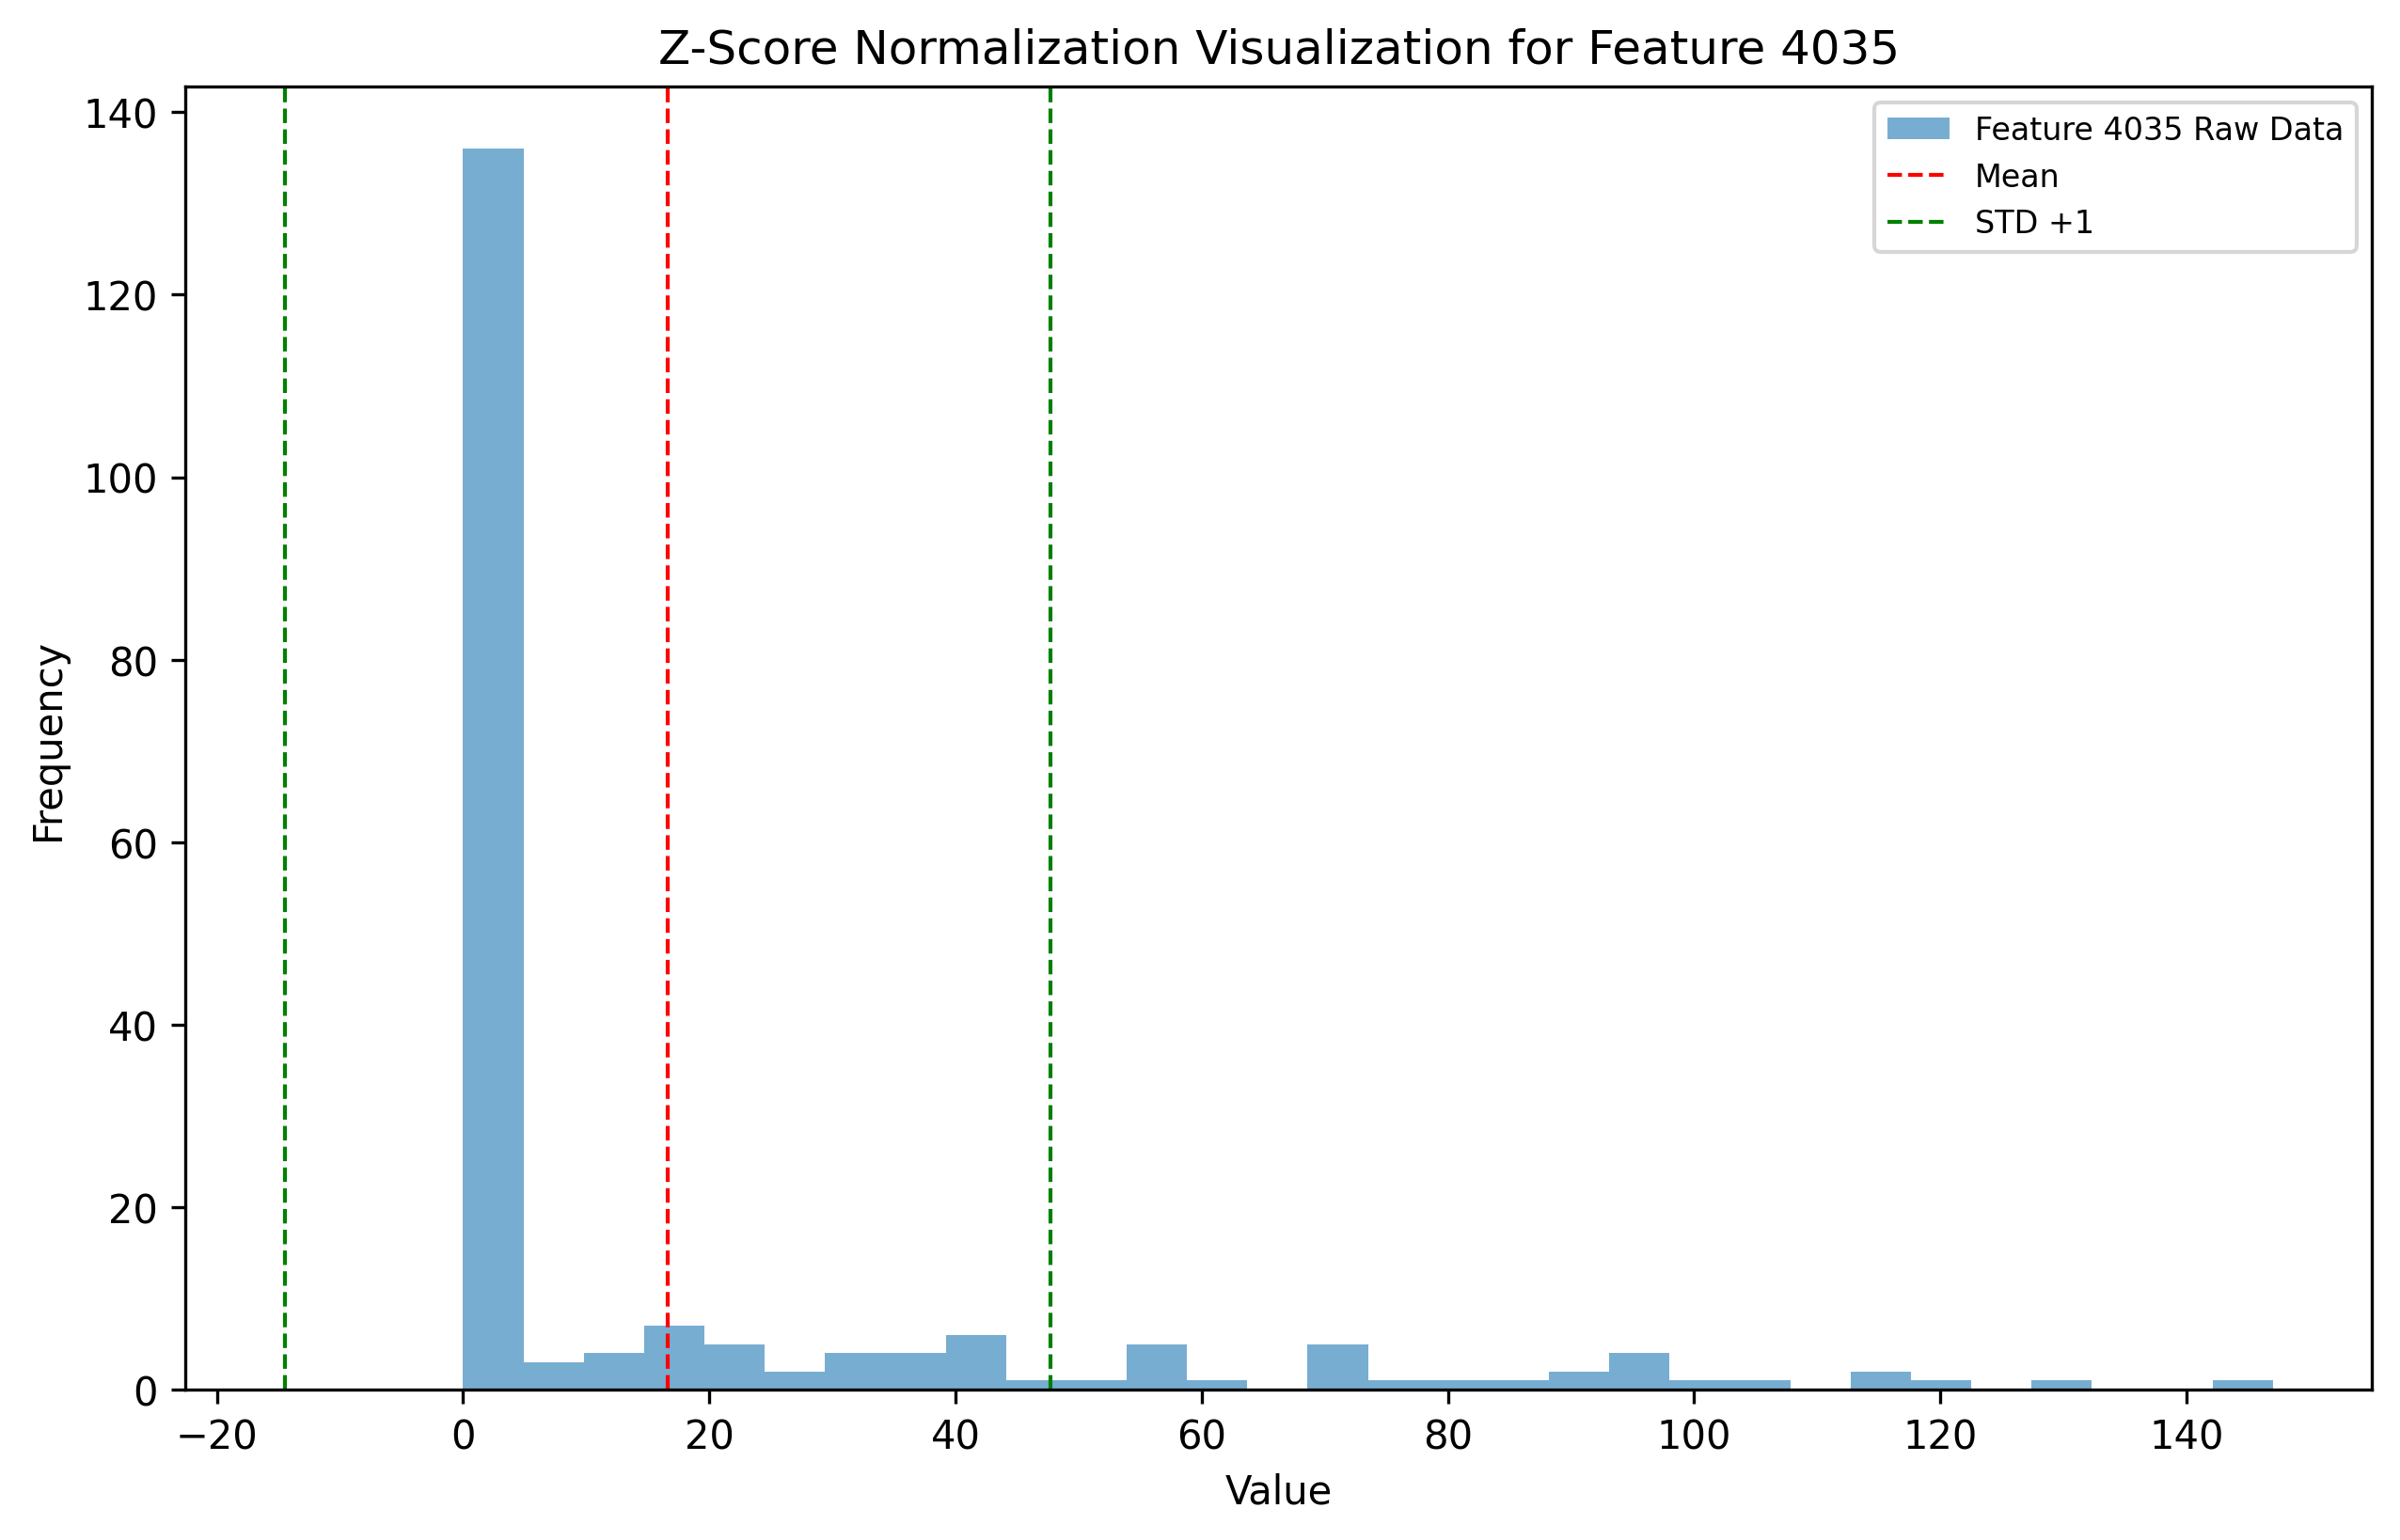 Z-Score Normalization Visualization for Feature 4035
Feature 4035 Raw Data
Mean
STD +1
140
120
100
80
60
40
20
0
Frequency
−20 0 20 40 60 80 100 120 140
Value